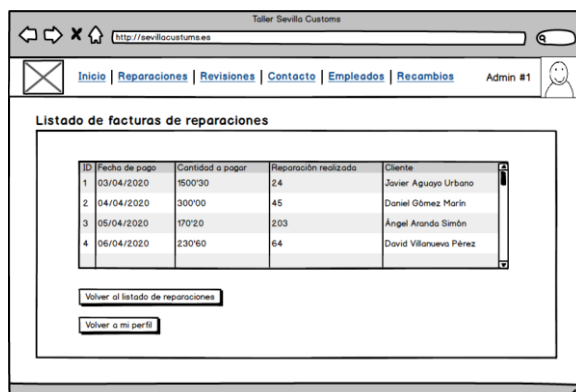 Taller Sevilla Customs
http://sevillacustums.es
Inicio | Reparaciones | Revisiones | Contacto | Empleados | Recambios Admin #1
Listado de facturas de reparaciones
ID Fecha de pago Cantidad a pagar Reparación realizada Cliente
1 03/04/2020 1500'30 24 Javier Aguayo Urbano
2 04/04/2020 300'00 45 Daniel Gómez Marín
3 05/04/2020 170'20 203 Ángel Aranda Simón
4 06/04/2020 230'60 64 David Villanueva Pérez
Volver al listado de reparaciones
Volver a mi perfil